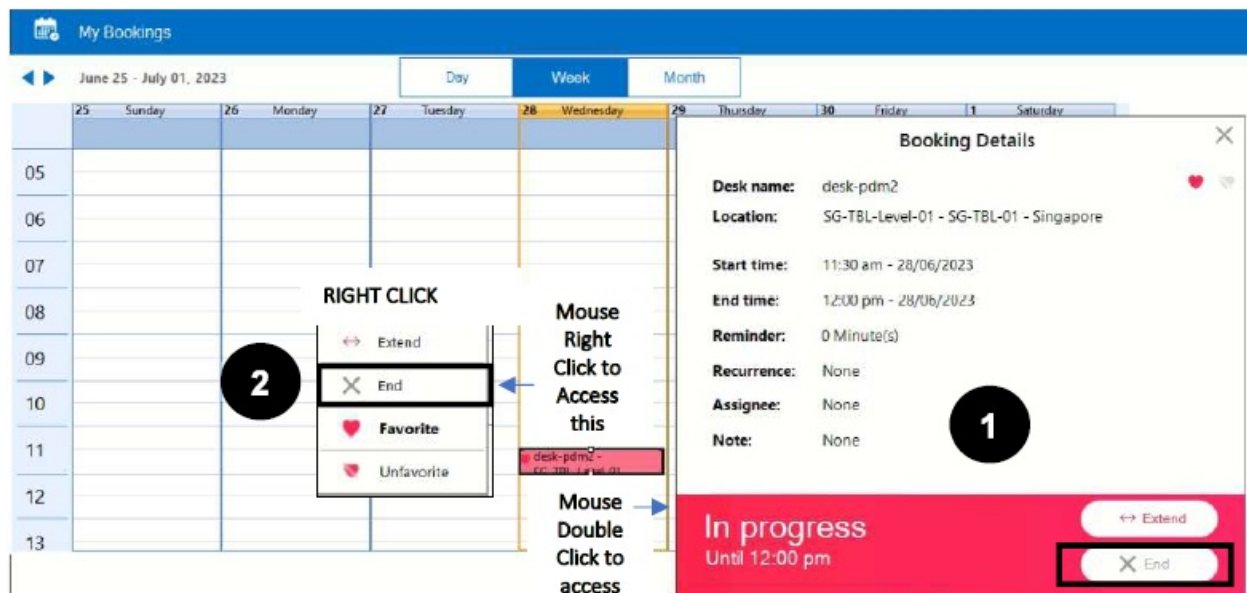 My Bookings
June 25 - July 01, 2023
Day
Week
Month
25 Sunday
26 Monday
27 Tuesday
28 Wednesday
29 Thursday
30 Friday
1 Saturday
05
06
07
08
09
10
11
12
13
RIGHT CLICK
Extend
End
Favorite
Unfavorite
2
Mouse
Right
Click to
Access
this
desk-pdm2 -
SG-TBL-Level-01
Mouse
Double
Click to
access
Booking Details
Desk name: desk-pdm2
Location: SG-TBL-Level-01 - SG-TBL-01 - Singapore
Start time: 11:30 am - 28/06/2023
End time: 12:00 pm - 28/06/2023
Reminder: 0 Minute(s)
Recurrence: None
Assignee: None
Note: None
1
In progress
Until 12:00 pm
Extend
End